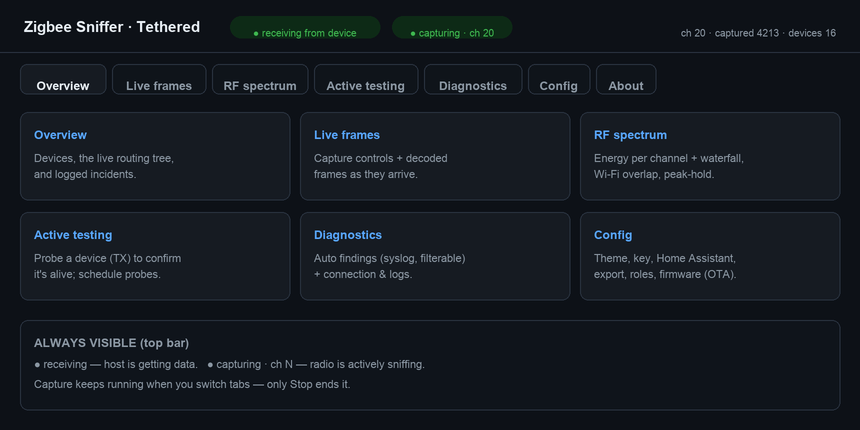 Zigbee Sniffer · Tethered
● receiving from device
● capturing · ch 20
ch 20 · captured 4213 · devices 16
Overview
Live frames
RF spectrum
Active testing
Diagnostics
Config
About
Overview
Devices, the live routing tree,
and logged incidents.
Live frames
Capture controls + decoded
frames as they arrive.
RF spectrum
Energy per channel + waterfall,
Wi-Fi overlap, peak-hold.
Active testing
Probe a device (TX) to confirm
it's alive; schedule probes.
Diagnostics
Auto findings (syslog, filterable)
+ connection & logs.
Config
Theme, key, Home Assistant,
export, roles, firmware (OTA).
ALWAYS VISIBLE (top bar)
● receiving — host is getting data. ● capturing · ch N — radio is actively sniffing.
Capture keeps running when you switch tabs — only Stop ends it.